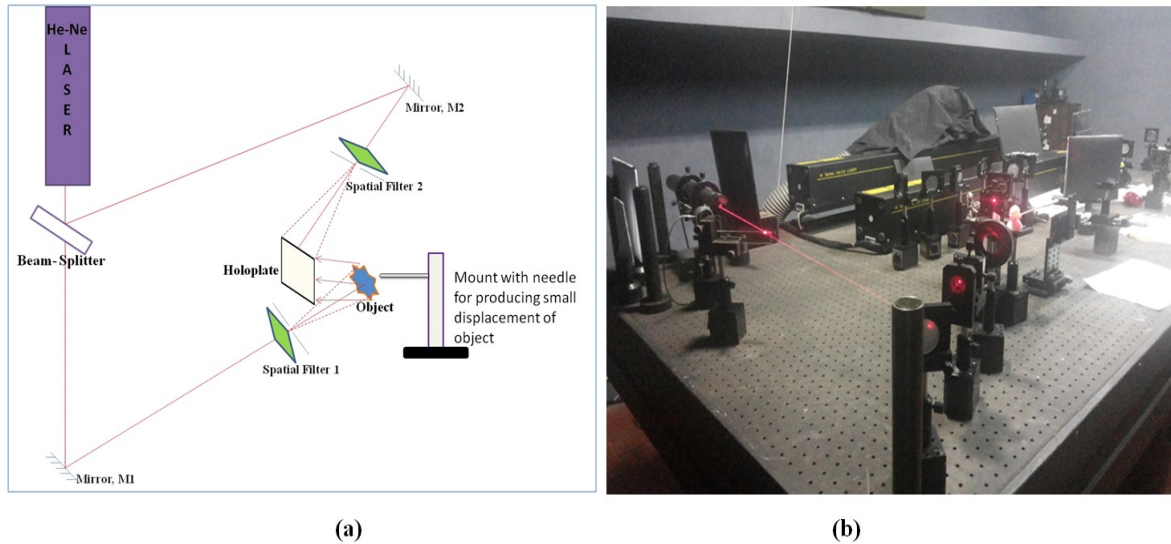 He-Ne
L
A
S
E
R
Mirror, M2
Spatial Filter 2
Beam- Splitter
Holoplate
Object
Mount with needle
for producing small
displacement of
object
Spatial Filter 1
Mirror, M1
(a)
(b)